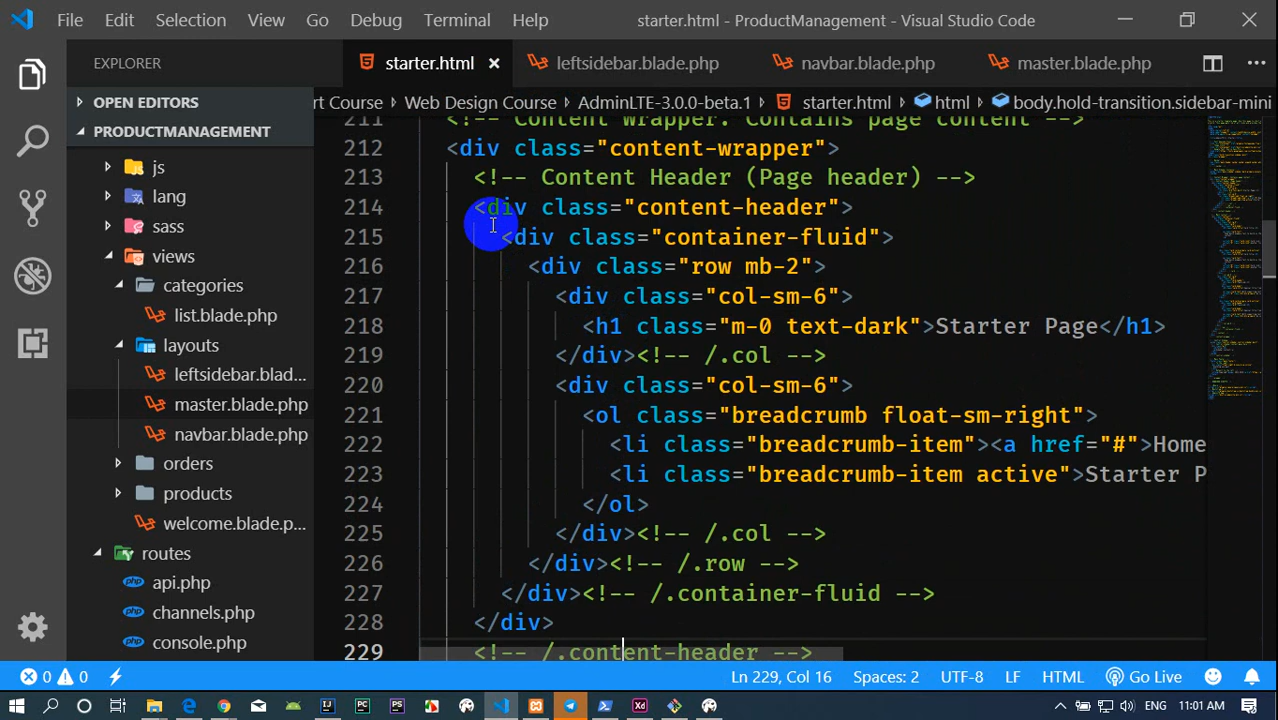 File Edit Selection View Go Debug Terminal Help starter.html - ProductManagement - Visual Studio Code
EXPLORER starter.html leftsidebar.blade.php navbar.blade.php master.blade.php
OPEN EDITORS rt Course > Web Design Course > AdminLTE-3.0.0-beta.1 > starter.html > html > body.hold-transition.sidebar-mini
PRODUCTMANAGEMENT
js
lang
sass
views
categories
list.blade.php
layouts
leftsidebar.blad...
master.blade.php
navbar.blade.php
orders
products
welcome.blade.p...
routes
api.php
channels.php
console.php
211 <!-- Content Wrapper. Contains page content -->
212 <div class="content-wrapper">
213 <!-- Content Header (Page header) -->
214 <div class="content-header">
215 <div class="container-fluid">
216 <div class="row mb-2">
217 <div class="col-sm-6">
218 <h1 class="m-0 text-dark">Starter Page</h1>
219 </div><!-- /.col -->
220 <div class="col-sm-6">
221 <ol class="breadcrumb float-sm-right">
222 <li class="breadcrumb-item"><a href="#">Home
223 <li class="breadcrumb-item active">Starter P
224 </ol>
225 </div><!-- /.col -->
226 </div><!-- /.row -->
227 </div><!-- /.container-fluid -->
228 </div>
229 <!-- /.content-header -->
0 0 Ln 229, Col 16 Spaces: 2 UTF-8 LF HTML Go Live
ENG 11:01 AM